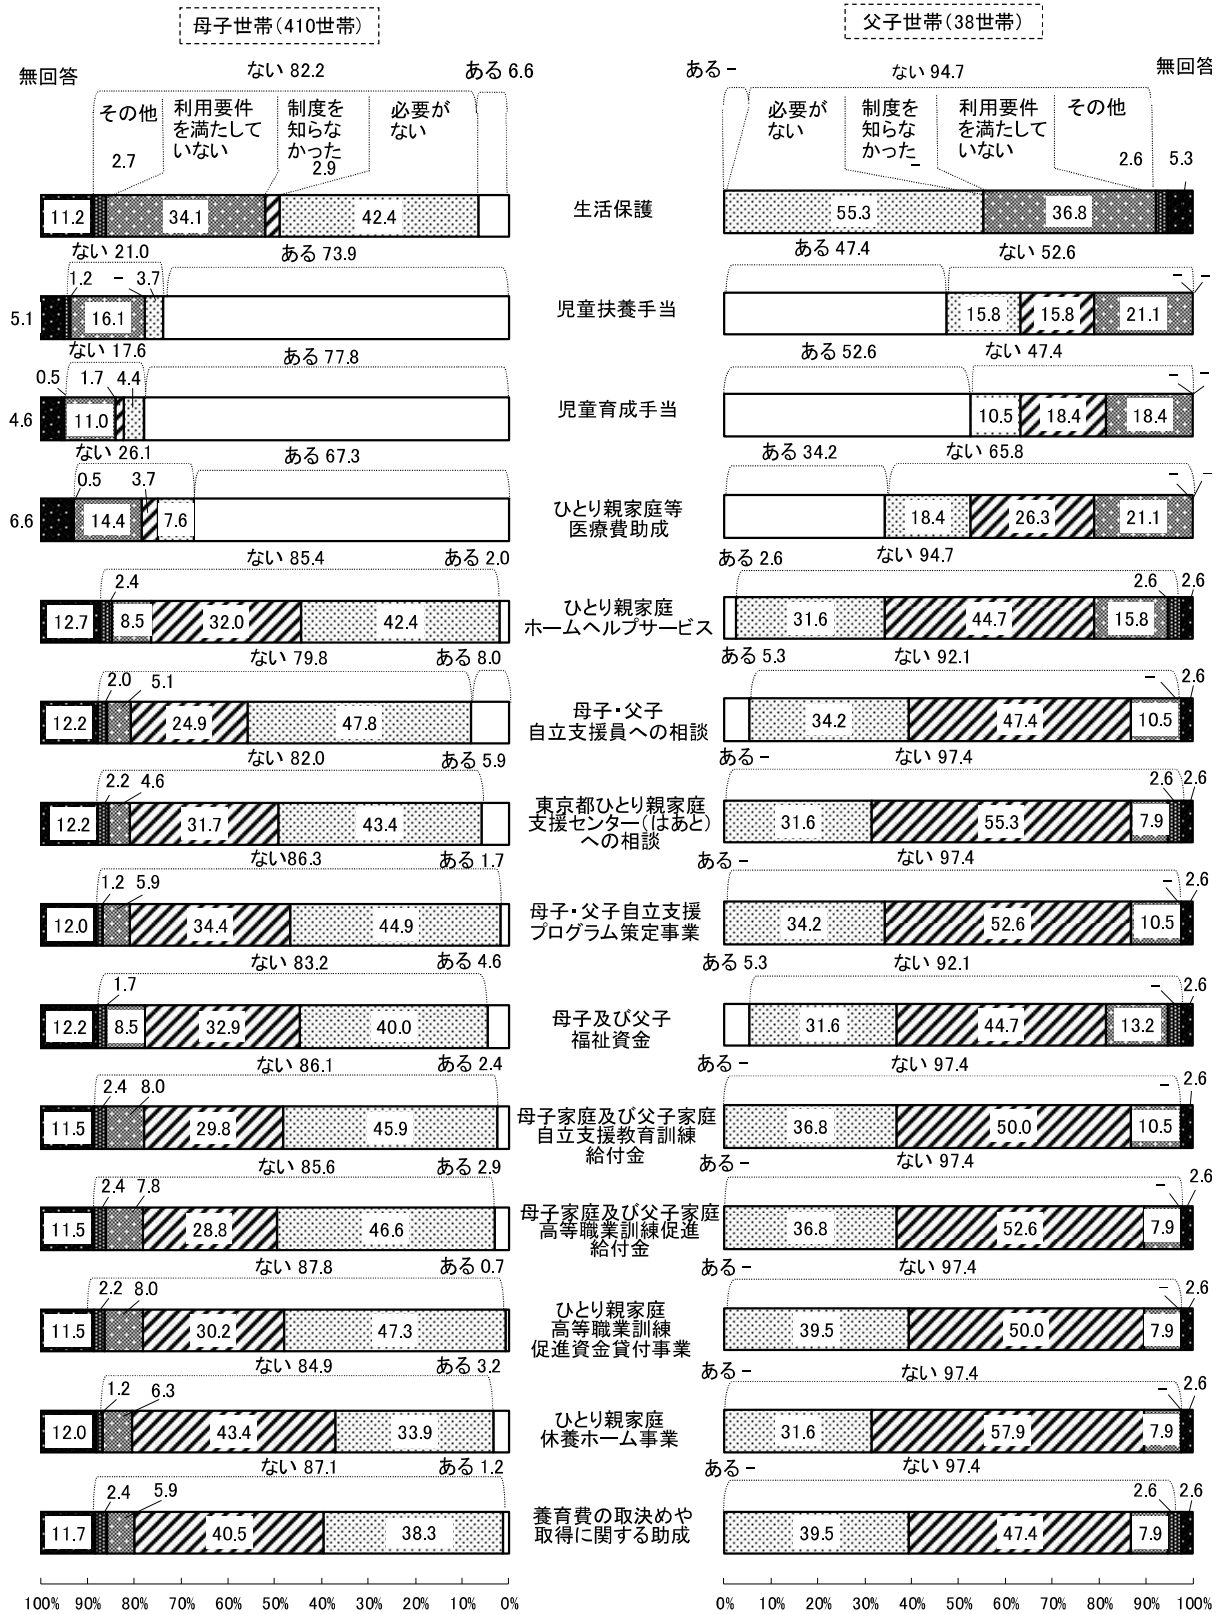 母子世帯(410世帯)
父子世帯(38世帯)
無回答
ない 82.2
ある 6.6
ある －
ない 94.7
無回答
その他
利用要件
を満たして
いない
制度を
知らな
かった
必要が
ない
必要が
ない
制度を
知らな
かった
利用要件
を満たして
いない
その他
2.7
2.9
－
2.6
5.3
11.2
34.1
42.4
生活保護
55.3
36.8
ない 21.0
ある 73.9
ある 47.4
ない 52.6
1.2
－
3.7
－
－
5.1
16.1
児童扶養手当
15.8
15.8
21.1
ない 17.6
ある 77.8
ある 52.6
ない 47.4
0.5
1.7
4.4
－
－
4.6
11.0
児童育成手当
10.5
18.4
18.4
ない 26.1
ある 67.3
ある 34.2
ない 65.8
0.5
3.7
－
－
6.6
14.4
7.6
ひとり親家庭等
医療費助成
18.4
26.3
21.1
ない 85.4
ある 2.0
ある 2.6
ない 94.7
2.4
2.6
2.6
12.7
8.5
32.0
42.4
ひとり親家庭
ホームヘルプサービス
31.6
44.7
15.8
ない 79.8
ある 8.0
ある 5.3
ない 92.1
2.0
5.1
－
2.6
12.2
24.9
47.8
母子・父子
自立支援員への相談
34.2
47.4
10.5
ない 82.0
ある 5.9
ある －
ない 97.4
2.2
4.6
2.6
2.6
12.2
31.7
43.4
東京都ひとり親家庭
支援センター(はあと)
への相談
31.6
55.3
7.9
ない86.3
ある 1.7
ある －
ない 97.4
1.2
5.9
－
2.6
12.0
34.4
44.9
母子・父子自立支援
プログラム策定事業
34.2
52.6
10.5
ない 83.2
ある 4.6
ある 5.3
ない 92.1
1.7
－
2.6
12.2
8.5
32.9
40.0
母子及び父子
福祉資金
31.6
44.7
13.2
ない 86.1
ある 2.4
ある －
ない 97.4
2.4
8.0
－
2.6
11.5
29.8
45.9
母子家庭及び父子家庭
自立支援教育訓練
給付金
36.8
50.0
10.5
ない 85.6
ある 2.9
ある －
ない 97.4
2.4
7.8
－
2.6
11.5
28.8
46.6
母子家庭及び父子家庭
高等職業訓練促進
給付金
36.8
52.6
7.9
ない 87.8
ある 0.7
ある －
ない 97.4
2.2
8.0
－
2.6
11.5
30.2
47.3
ひとり親家庭
高等職業訓練
促進資金貸付事業
39.5
50.0
7.9
ない 84.9
ある 3.2
ある －
ない 97.4
1.2
6.3
－
2.6
12.0
43.4
33.9
ひとり親家庭
休養ホーム事業
31.6
57.9
7.9
ない 87.1
ある 1.2
ある －
ない 97.4
2.4
5.9
2.6
2.6
11.7
40.5
38.3
養育費の取決めや
取得に関する助成
39.5
47.4
7.9
100% 90% 80% 70% 60% 50% 40% 30% 20% 10% 0%
0% 10% 20% 30% 40% 50% 60% 70% 80% 90% 100%